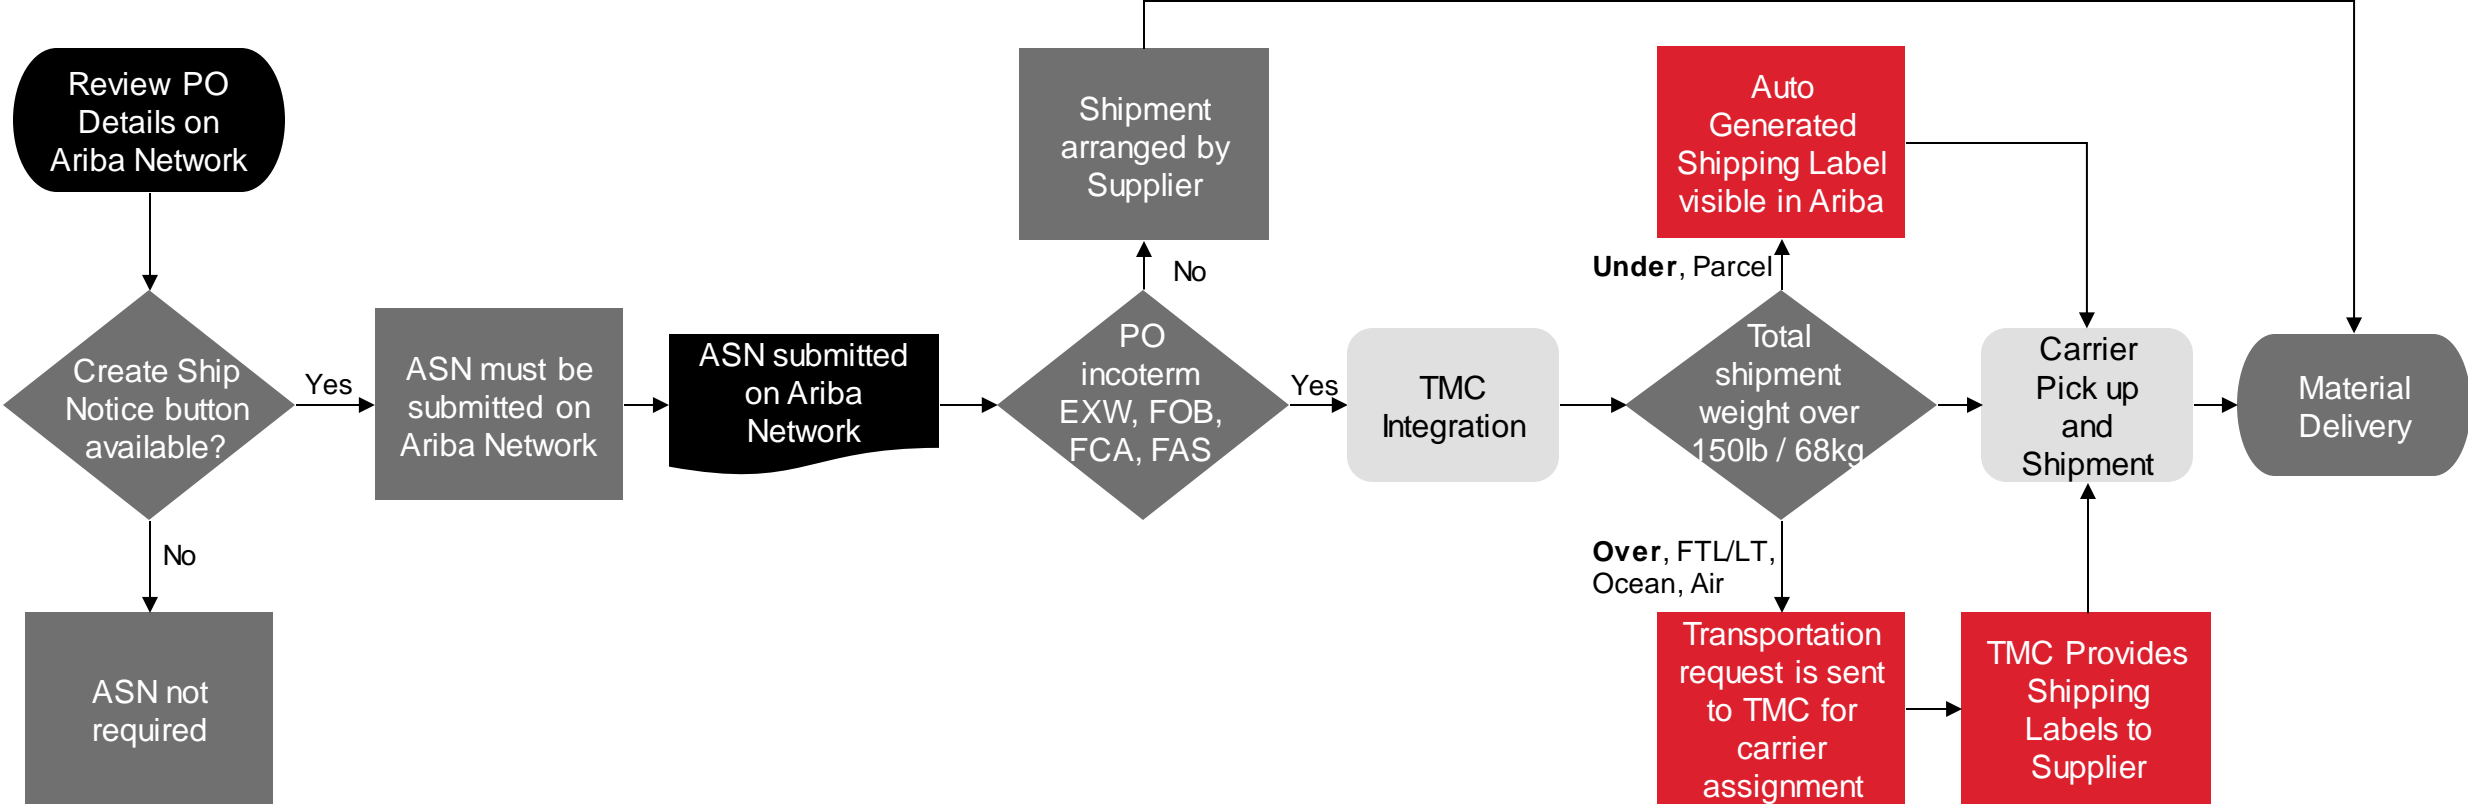 Review PO
Details on
Ariba Network
Create Ship
Notice button
available?
Yes
No
ASN not
required
ASN must be
submitted on
Ariba Network
ASN submitted
on Ariba
Network
PO
incoterm
EXW, FOB,
FCA, FAS
No
Shipment
arranged by
Supplier
Yes
TMC
Integration
Total
shipment
weight over
150lb / 68kg
Under, Parcel
Auto
Generated
Shipping Label
visible in Ariba
Over, FTL/LT,
Ocean, Air
Transportation
request is sent
to TMC for
carrier
assignment
TMC Provides
Shipping
Labels to
Supplier
Carrier
Pick up
and
Shipment
Material
Delivery